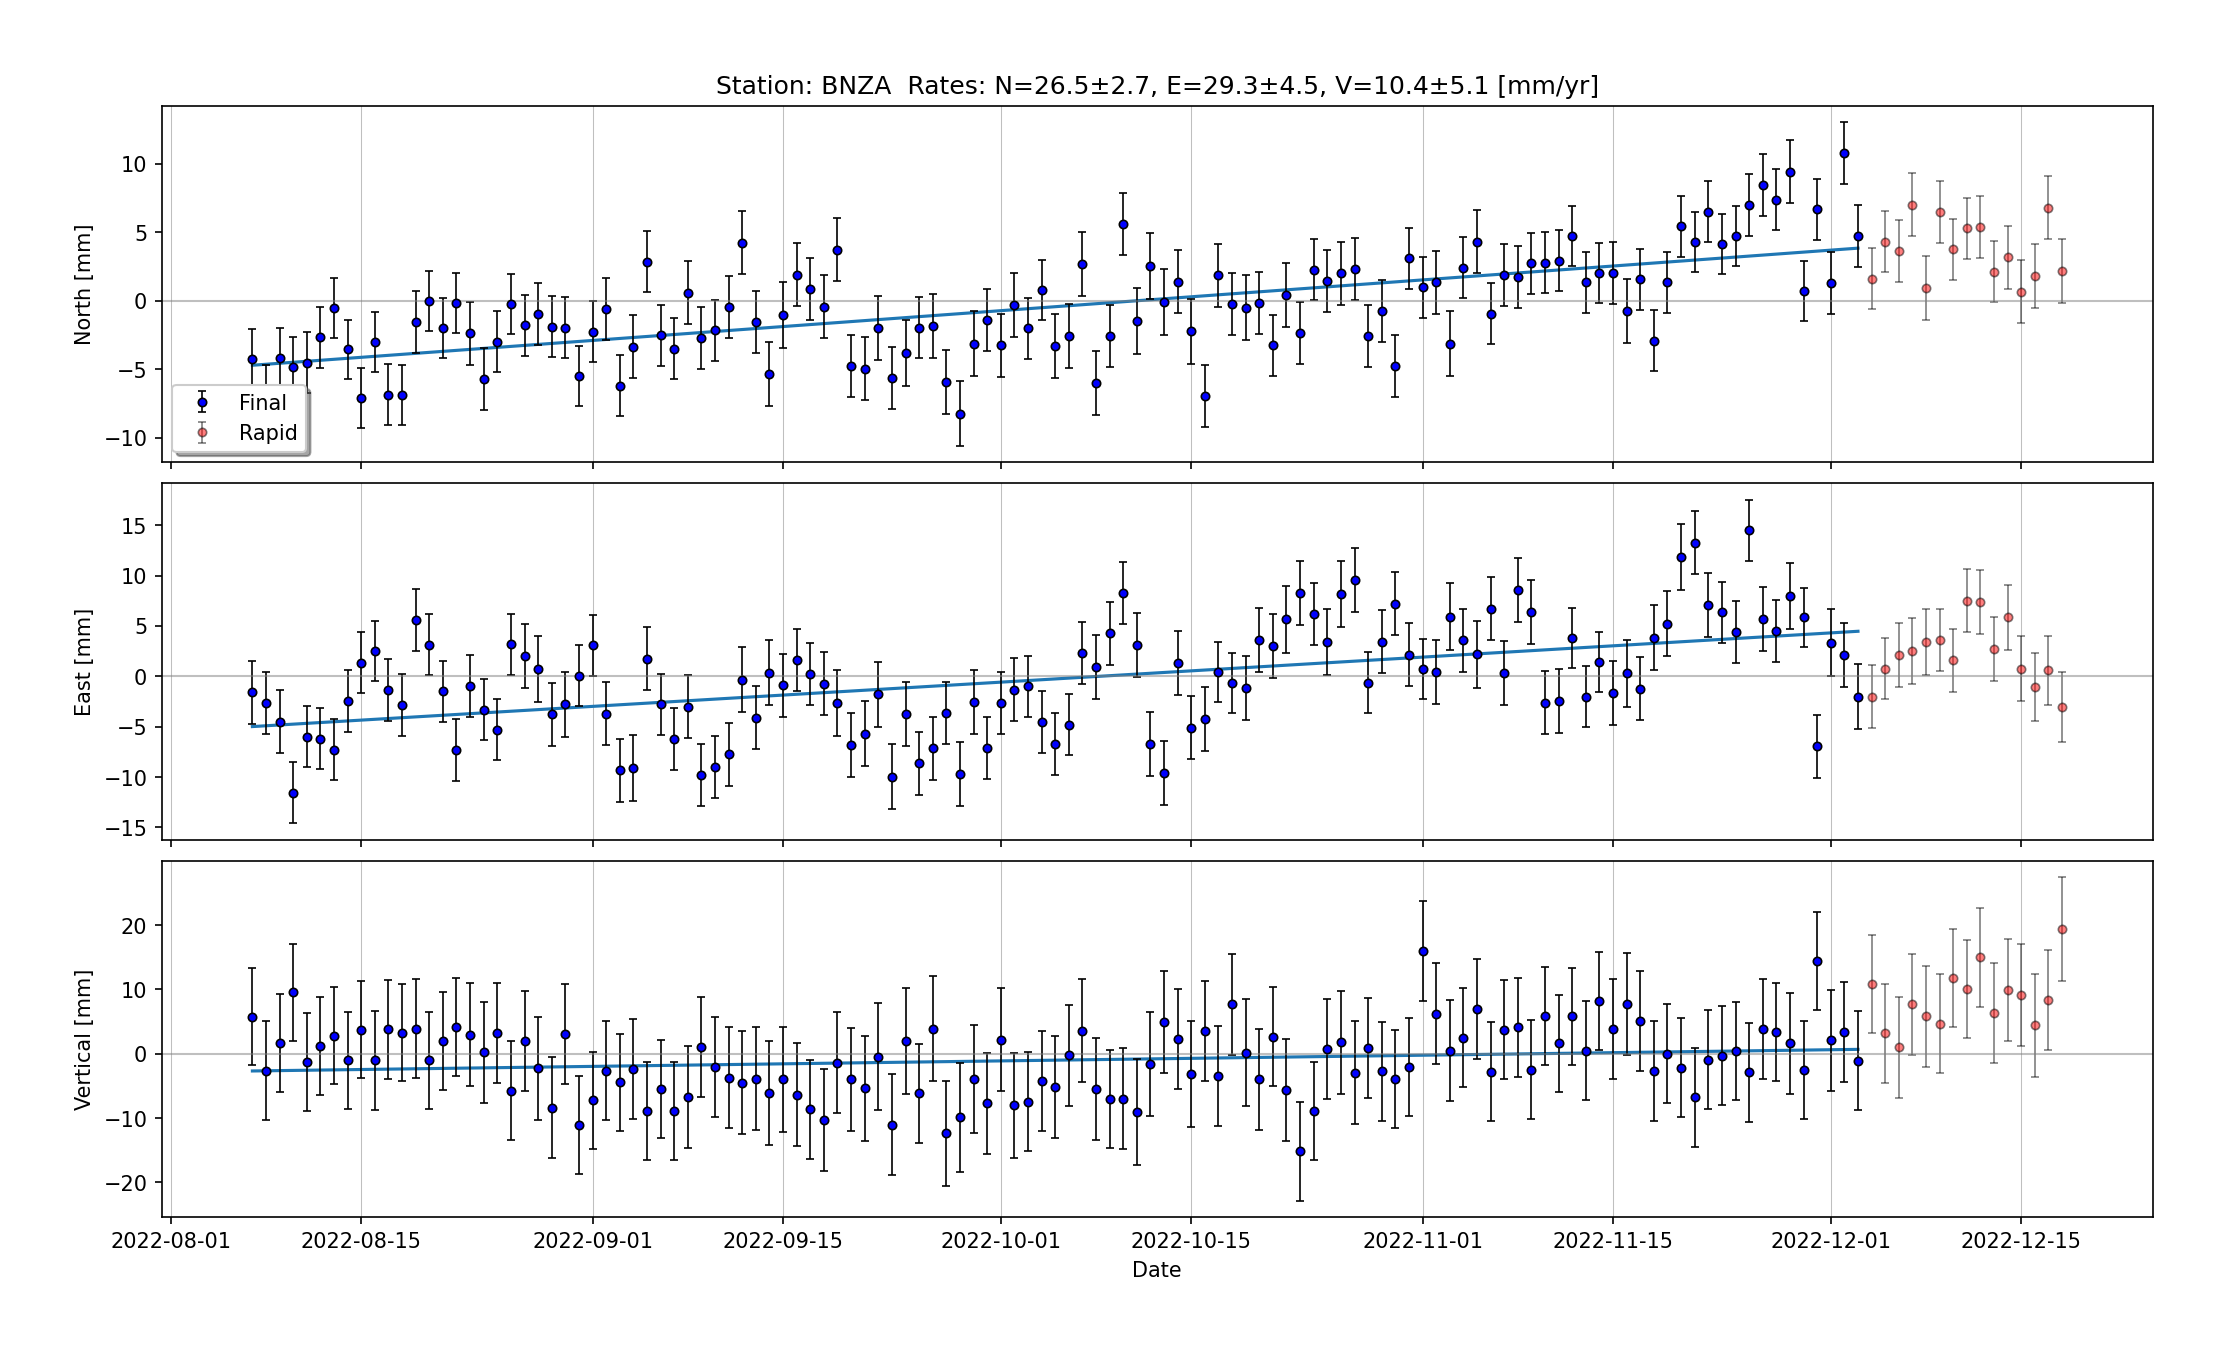 Station: BNZA  Rates: N=26.5±2.7, E=29.3±4.5, V=10.4±5.1 [mm/yr]
North [mm]
10
5
0
−5
−10
Final
Rapid
East [mm]
15
10
5
0
−5
−10
−15
Vertical [mm]
20
10
0
−10
−20
2022-08-01 2022-08-15 2022-09-01 2022-09-15 2022-10-01 2022-10-15 2022-11-01 2022-11-15 2022-12-01 2022-12-15
Date